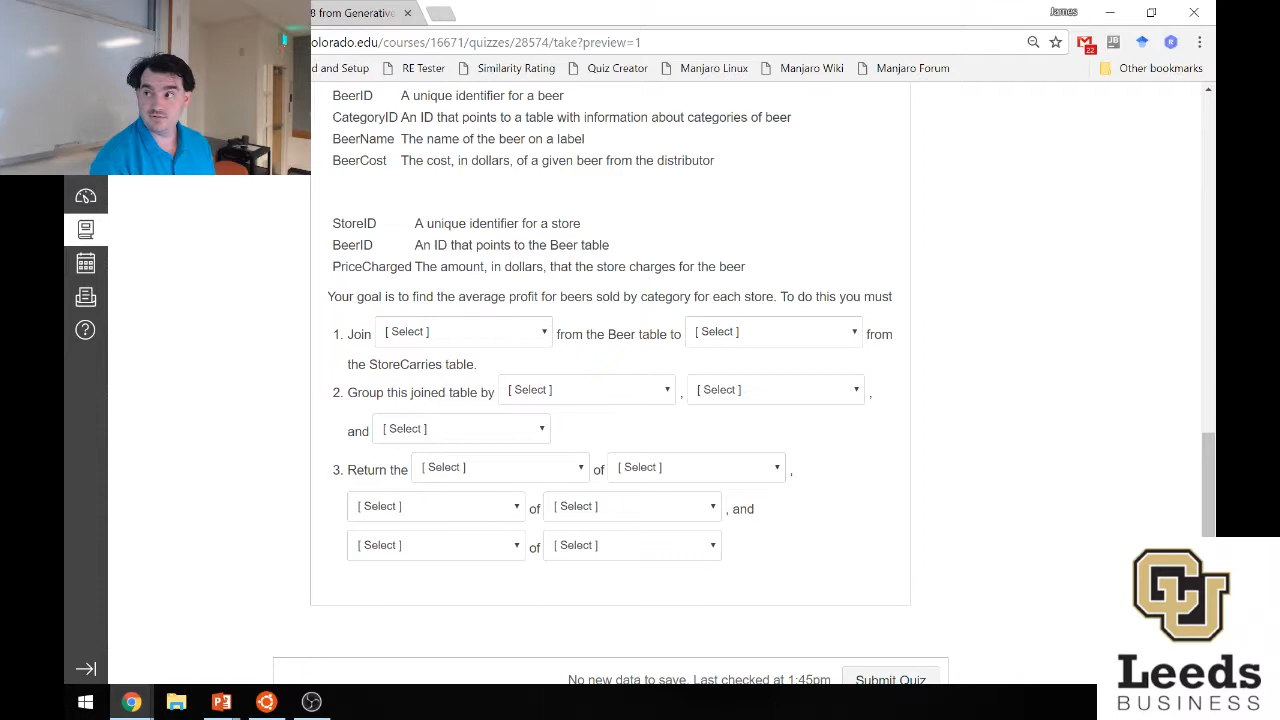 8 from Generative
James
olorado.edu/courses/16671/quizzes/28574/take?preview=1
22
JB
R
d and Setup RE Tester Similarity Rating Quiz Creator Manjaro Linux Manjaro Wiki Manjaro Forum Other bookmarks
BeerID A unique identifier for a beer
CategoryID An ID that points to a table with information about categories of beer
BeerName The name of the beer on a label
BeerCost The cost, in dollars, of a given beer from the distributor
StoreID A unique identifier for a store
BeerID An ID that points to the Beer table
PriceCharged The amount, in dollars, that the store charges for the beer
Your goal is to find the average profit for beers sold by category for each store. To do this you must
1. Join [ Select ] from the Beer table to [ Select ] from
the StoreCarries table.
2. Group this joined table by [ Select ] , [ Select ] ,
and [ Select ]
3. Return the [ Select ] of [ Select ] ,
[ Select ] of [ Select ] , and
[ Select ] of [ Select ]
No new data to save. Last checked at 1:45pm Submit Quiz
CU
Leeds
BUSINESS